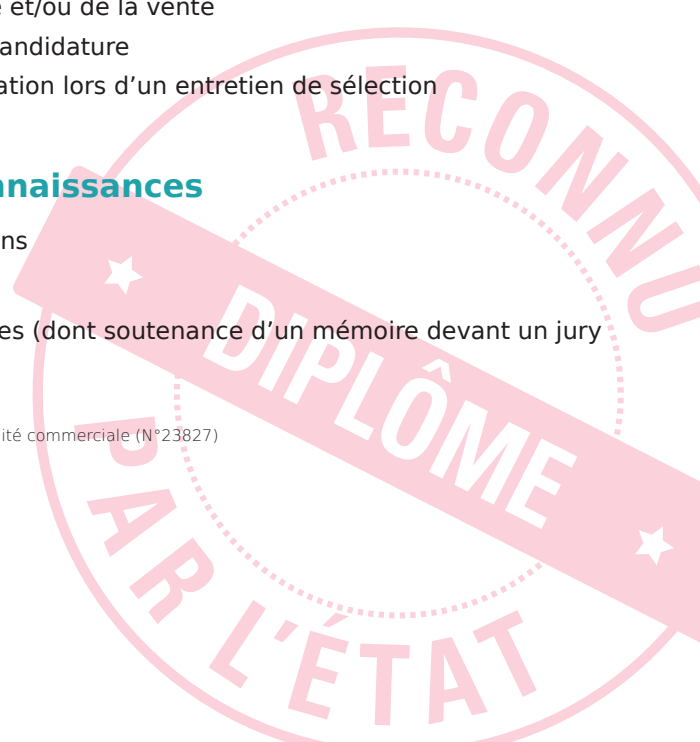 et/ou de la vente
andidature
ation lors d’un entretien de sélection
nnaissances
ns
es (dont soutenance d’un mémoire devant un jury
ité commerciale (N°23827)
RECONNU
DIPLÔME
PAR L’ÉTAT